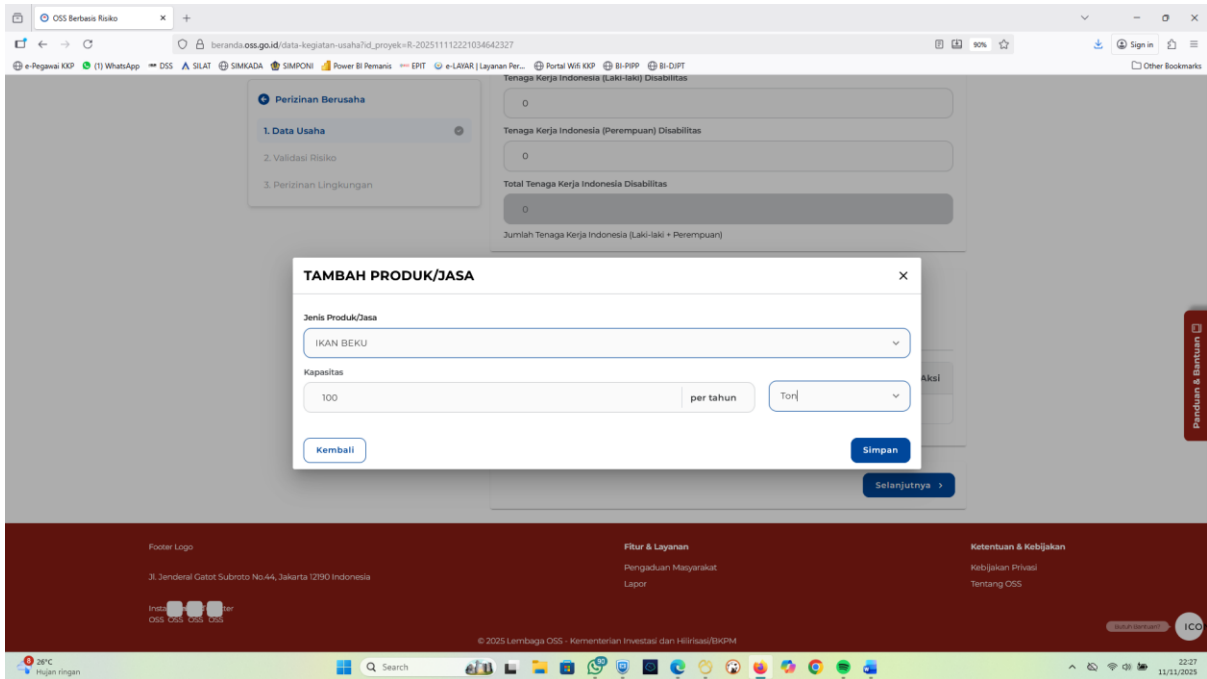 OSS Berbasis Risiko
beranda.oss.go.id/data-kegiatan-usaha?id_proyek=R-202511112221034642327
90%
Sign in
e-Pegawai KKP
(1) WhatsApp
DSS
SILAT
SIMKADA
SIMPONI
Power BI Pemanis
EPIT
e-LAYAR | Layanan Per...
Portal Wifi KKP
BI-PIPP
BI-DJPT
Other Bookmarks
Perizinan Berusaha
1. Data Usaha
2. Validasi Risiko
3. Perizinan Lingkungan
Tenaga Kerja Indonesia (Laki-laki) Disabilitas
0
Tenaga Kerja Indonesia (Perempuan) Disabilitas
0
Total Tenaga Kerja Indonesia Disabilitas
0
Jumlah Tenaga Kerja Indonesia (Laki-laki + Perempuan)
TAMBAH PRODUK/JASA
Jenis Produk/Jasa
IKAN BEKU
Kapasitas
100 per tahun Ton
Kembali Simpan
Aksi
Selanjutnya
Panduan & Bantuan
Footer Logo
Jl. Jenderal Gatot Subroto No.44, Jakarta 12190 Indonesia
OSS OSS OSS OSS
Fitur & Layanan
Pengaduan Masyarakat
Lapor
Ketentuan & Kebijakan
Kebijakan Privasi
Tentang OSS
© 2025 Lembaga OSS - Kementerian Investasi dan Hilirisasi/BKPM
Butuh Bantuan?
ICO
8
26°C
Hujan ringan
Search
22:27
11/11/2025